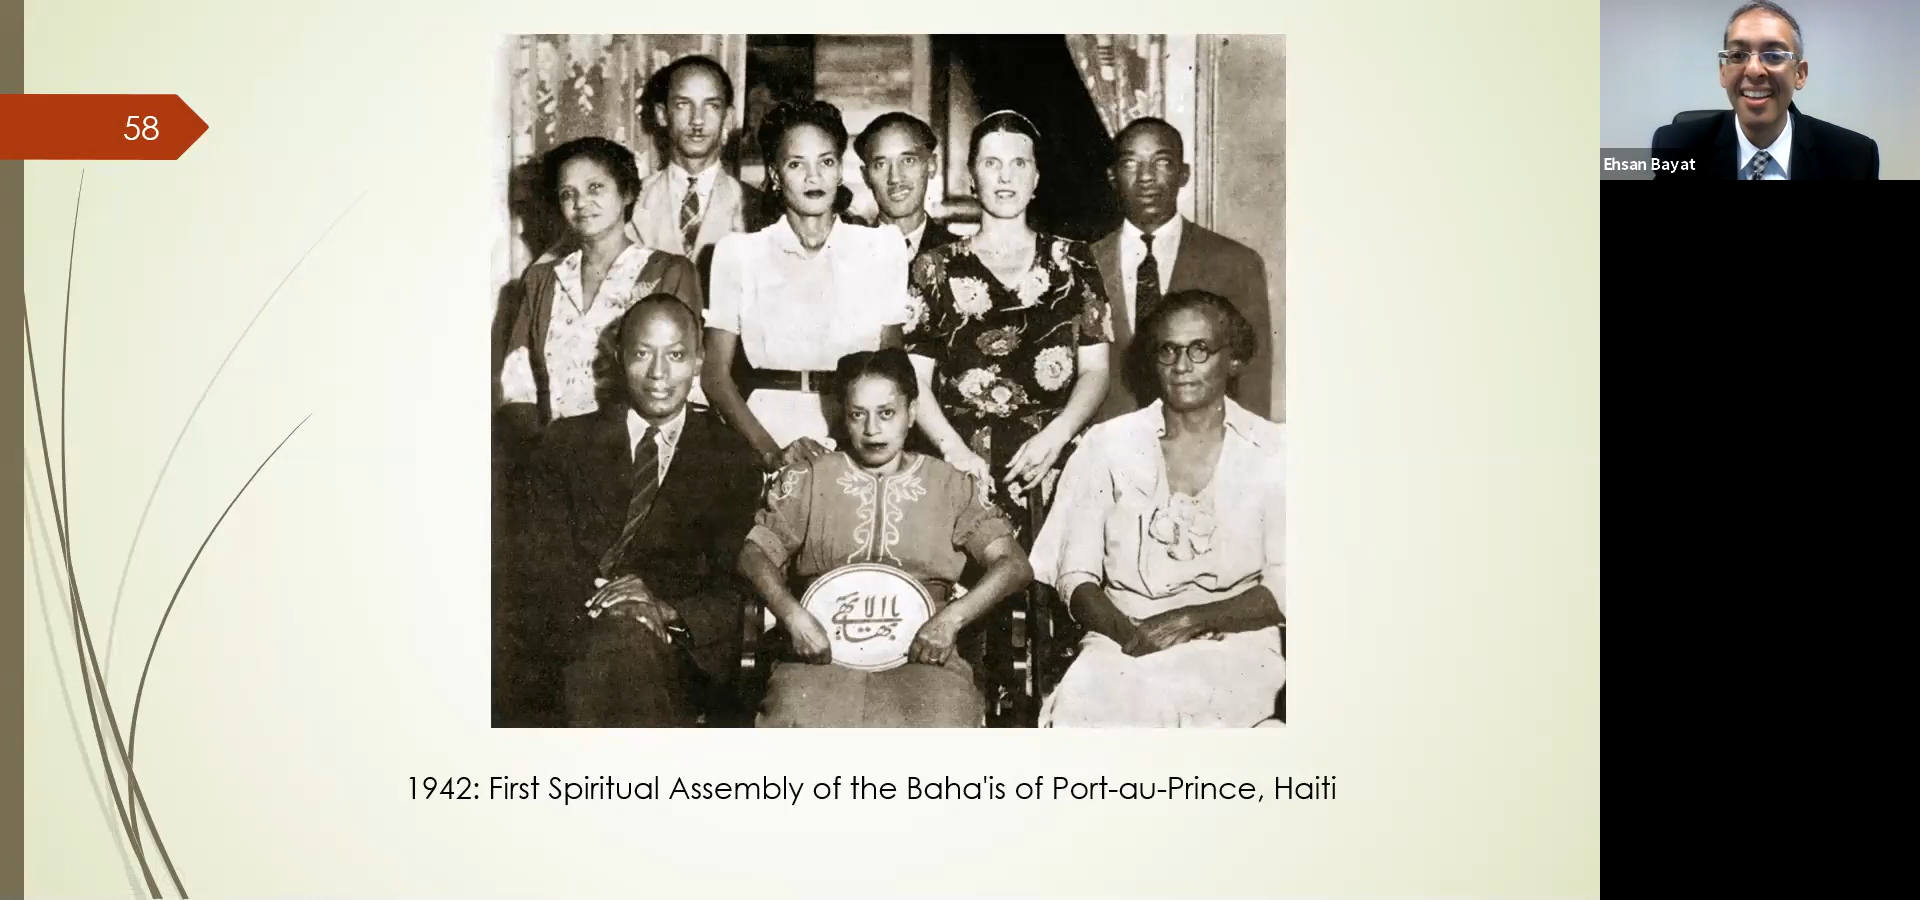 58
يا الابهى
بهاء
1942: First Spiritual Assembly of the Baha'is of Port-au-Prince, Haiti
Ehsan Bayat